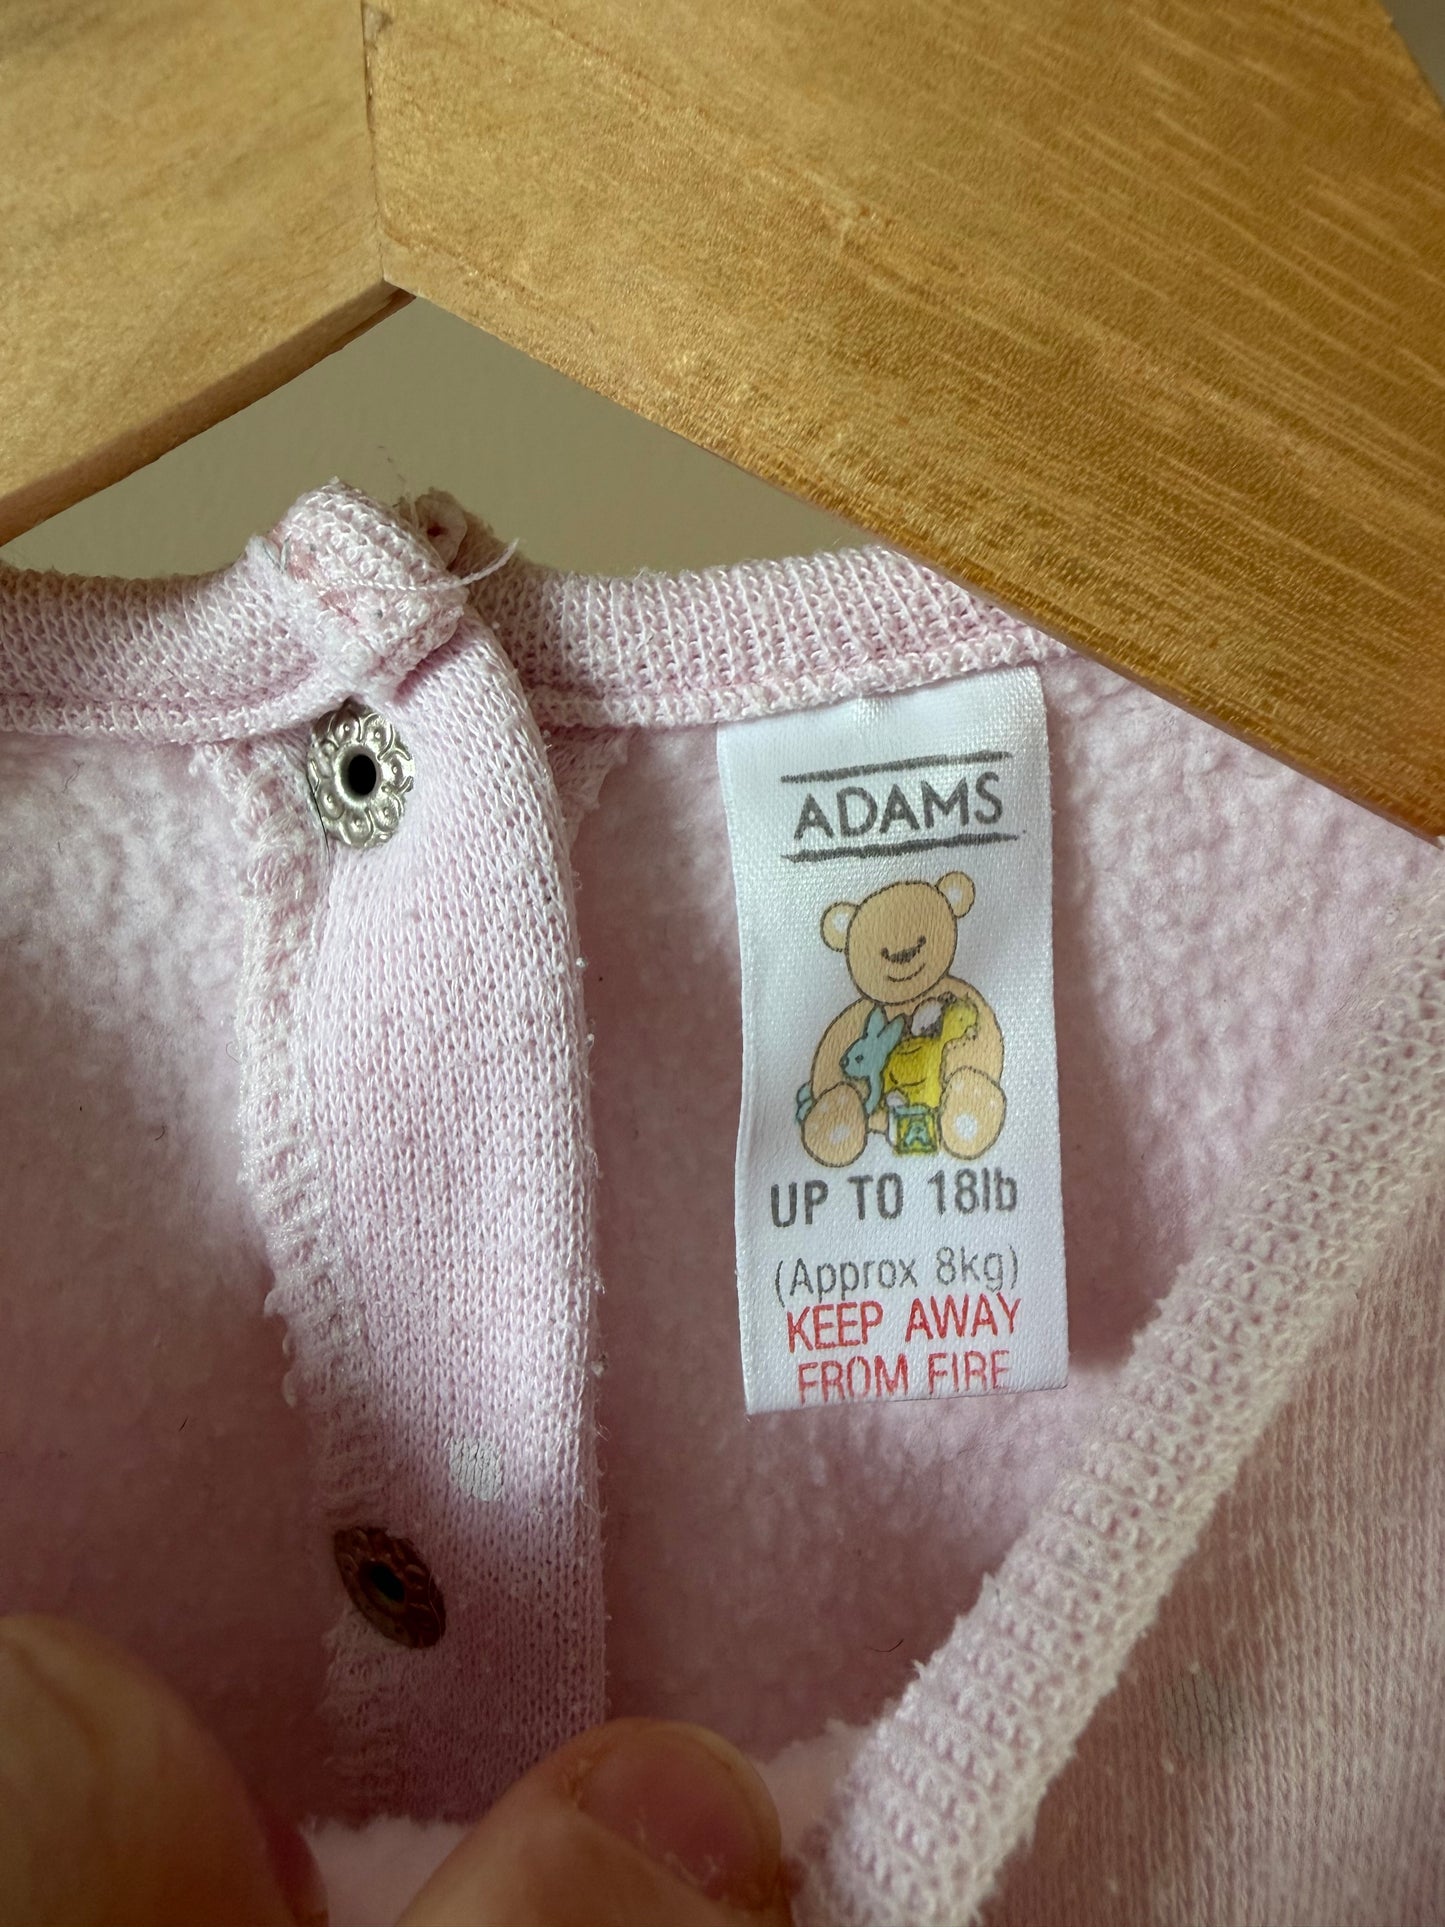 ADAMS
A
UP TO 18lb
(Approx 8kg)
KEEP AWAY
FROM FIRE